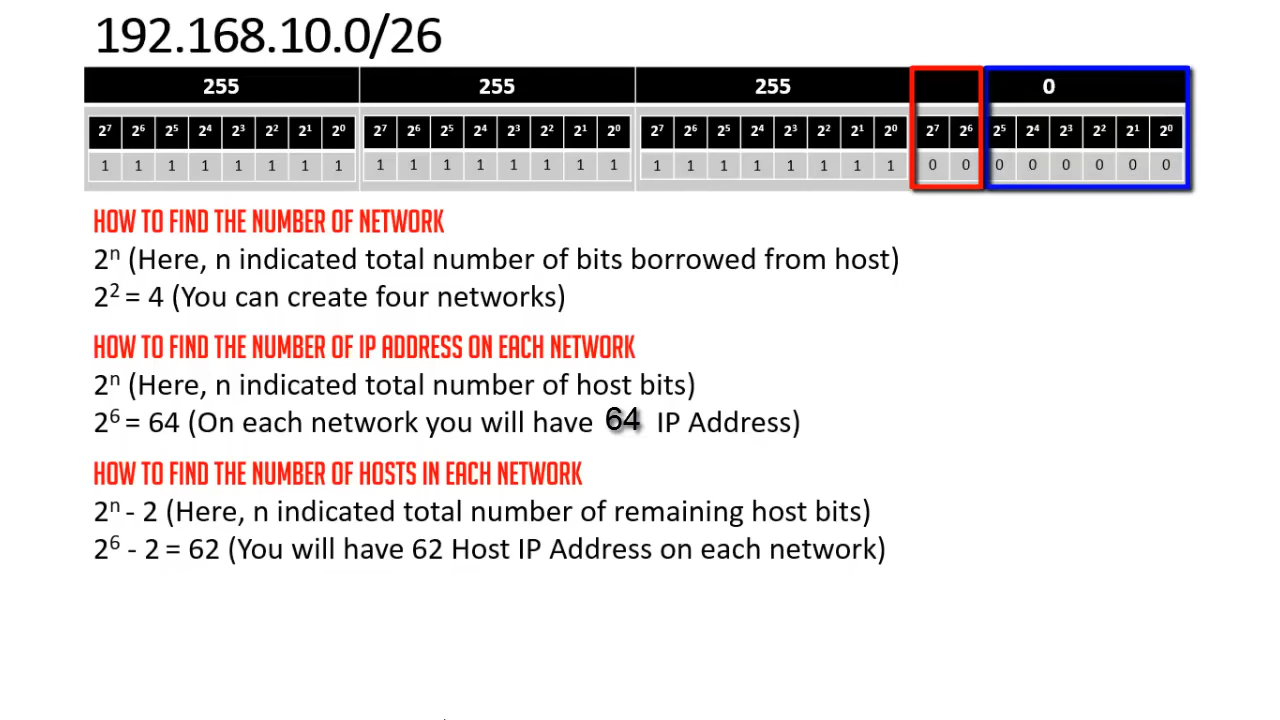 192.168.10.0/26
255 255 255 0
2⁷ 2⁶ 2⁵ 2⁴ 2³ 2² 2¹ 2⁰ 2⁷ 2⁶ 2⁵ 2⁴ 2³ 2² 2¹ 2⁰ 2⁷ 2⁶ 2⁵ 2⁴ 2³ 2² 2¹ 2⁰ 2⁷ 2⁶ 2⁵ 2⁴ 2³ 2² 2¹ 2⁰
1 1 1 1 1 1 1 1 1 1 1 1 1 1 1 1 1 1 1 1 1 1 1 1 0 0 0 0 0 0 0 0
HOW TO FIND THE NUMBER OF NETWORK
2ⁿ (Here, n indicated total number of bits borrowed from host)
2² = 4 (You can create four networks)
HOW TO FIND THE NUMBER OF IP ADDRESS ON EACH NETWORK
2ⁿ (Here, n indicated total number of host bits)
2⁶ = 64 (On each network you will have 64 IP Address)
HOW TO FIND THE NUMBER OF HOSTS IN EACH NETWORK
2ⁿ - 2 (Here, n indicated total number of remaining host bits)
2⁶ - 2 = 62 (You will have 62 Host IP Address on each network)